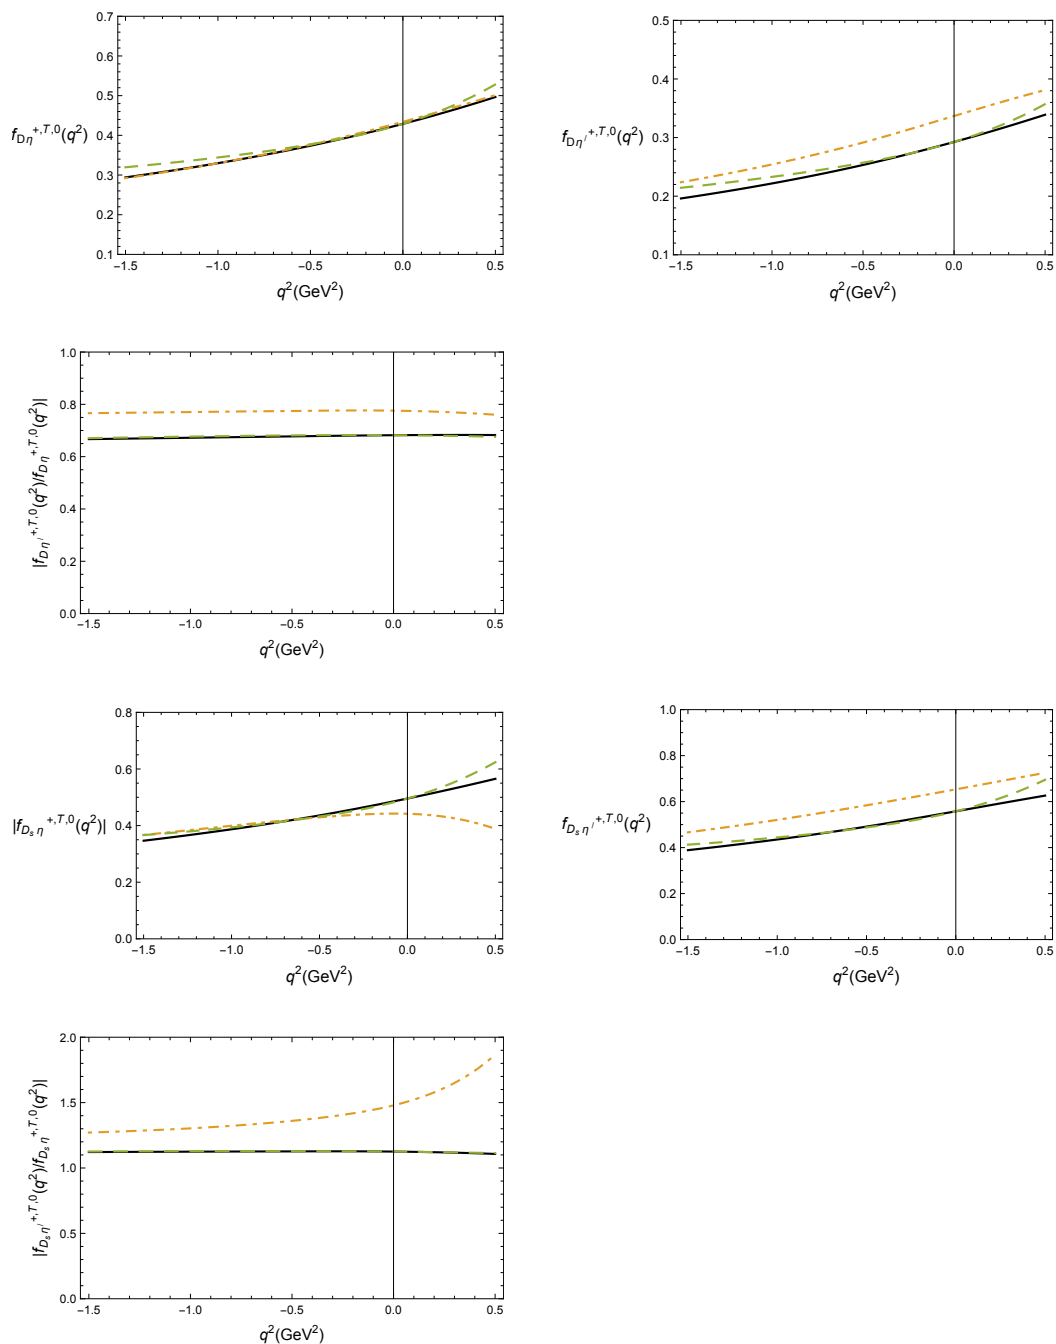 0.7
0.6
0.5
0.4
0.3
0.2
0.1
-1.5 -1.0 -0.5 0.0 0.5
f_{Dη}^{+,T,0}(q^2)
q^2(GeV^2)
0.5
0.4
0.3
0.2
0.1
-1.5 -1.0 -0.5 0.0 0.5
f_{Dη′}^{+,T,0}(q^2)
q^2(GeV^2)
1.0
0.8
0.6
0.4
0.2
0.0
-1.5 -1.0 -0.5 0.0 0.5
|f_{Dη′}^{+,T,0}(q^2)/f_{Dη}^{+,T,0}(q^2)|
q^2(GeV^2)
0.8
0.6
0.4
0.2
0.0
-1.5 -1.0 -0.5 0.0 0.5
|f_{D_sη}^{+,T,0}(q^2)|
q^2(GeV^2)
1.0
0.8
0.6
0.4
0.2
0.0
-1.5 -1.0 -0.5 0.0 0.5
f_{D_sη′}^{+,T,0}(q^2)
q^2(GeV^2)
2.0
1.5
1.0
0.5
0.0
-1.5 -1.0 -0.5 0.0 0.5
|f_{D_sη′}^{+,T,0}(q^2)/f_{D_sη}^{+,T,0}(q^2)|
q^2(GeV^2)